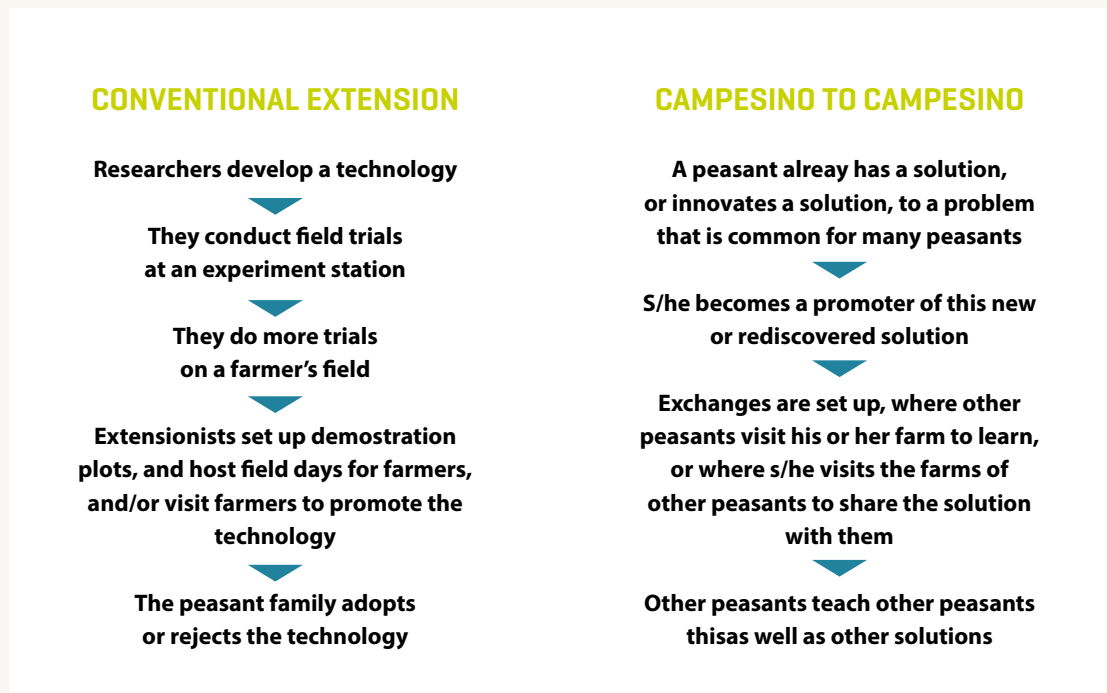 CONVENTIONAL EXTENSION
Researchers develop a technology
They conduct field trials
at an experiment station
They do more trials
on a farmer's field
Extensionists set up demostration
plots, and host field days for farmers,
and/or visit farmers to promote the
technology
The peasant family adopts
or rejects the technology
CAMPESINO TO CAMPESINO
A peasant alreay has a solution,
or innovates a solution, to a problem
that is common for many peasants
S/he becomes a promoter of this new
or rediscovered solution
Exchanges are set up, where other
peasants visit his or her farm to learn,
or where s/he visits the farms of
other peasants to share the solution
with them
Other peasants teach other peasants
thisas well as other solutions